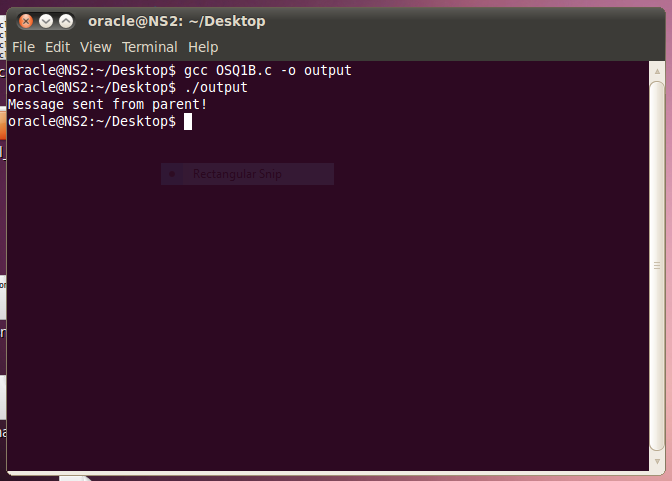 oracle@NS2: ~/Desktop
File Edit View Terminal Help
oracle@NS2:~/Desktop$ gcc OSQ1B.c -o output
oracle@NS2:~/Desktop$ ./output
Message sent from parent!
oracle@NS2:~/Desktop$
Rectangular Snip